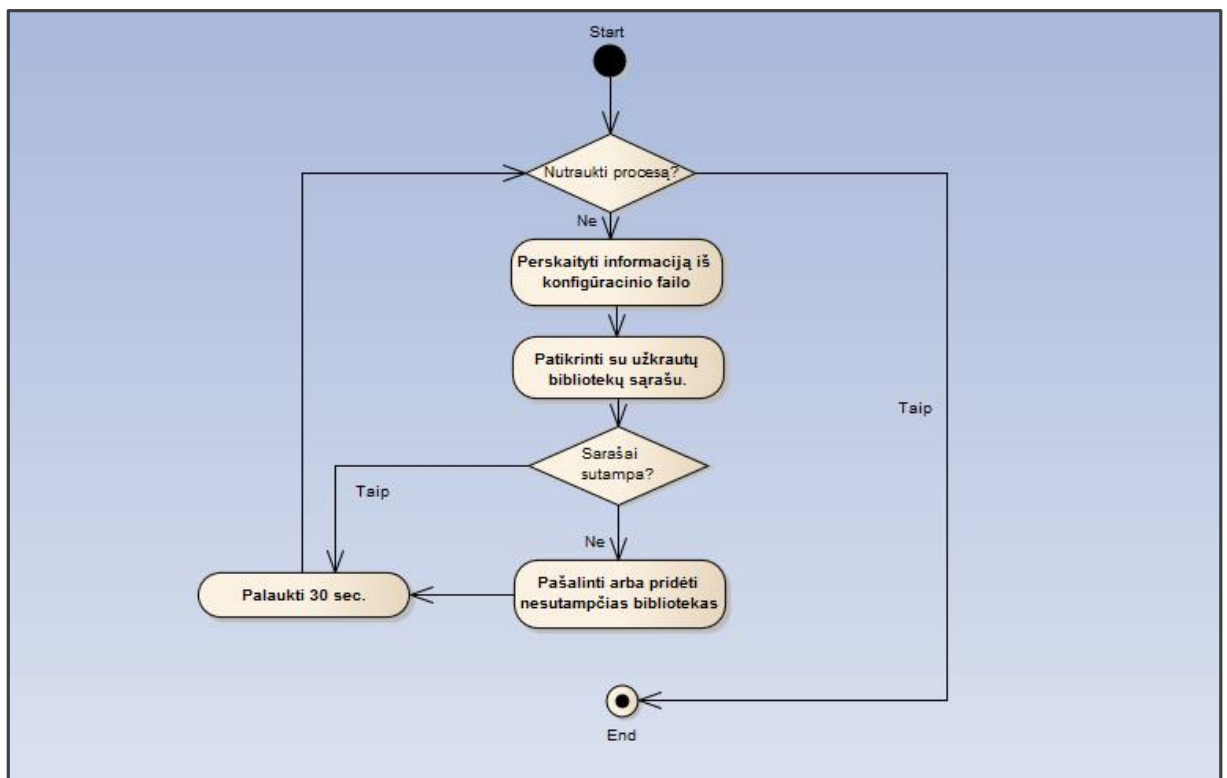 Start
Nutraukti procesą?
Ne
Perskaityti informaciją iš
konfigūracinio failo
Patikrinti su užkrautų
bibliotekų sąrašu.
Taip
Sarašai
sutampa?
Taip
Ne
Pašalinti arba pridėti
nesutampčias bibliotekas
Palaukti 30 sec.
End